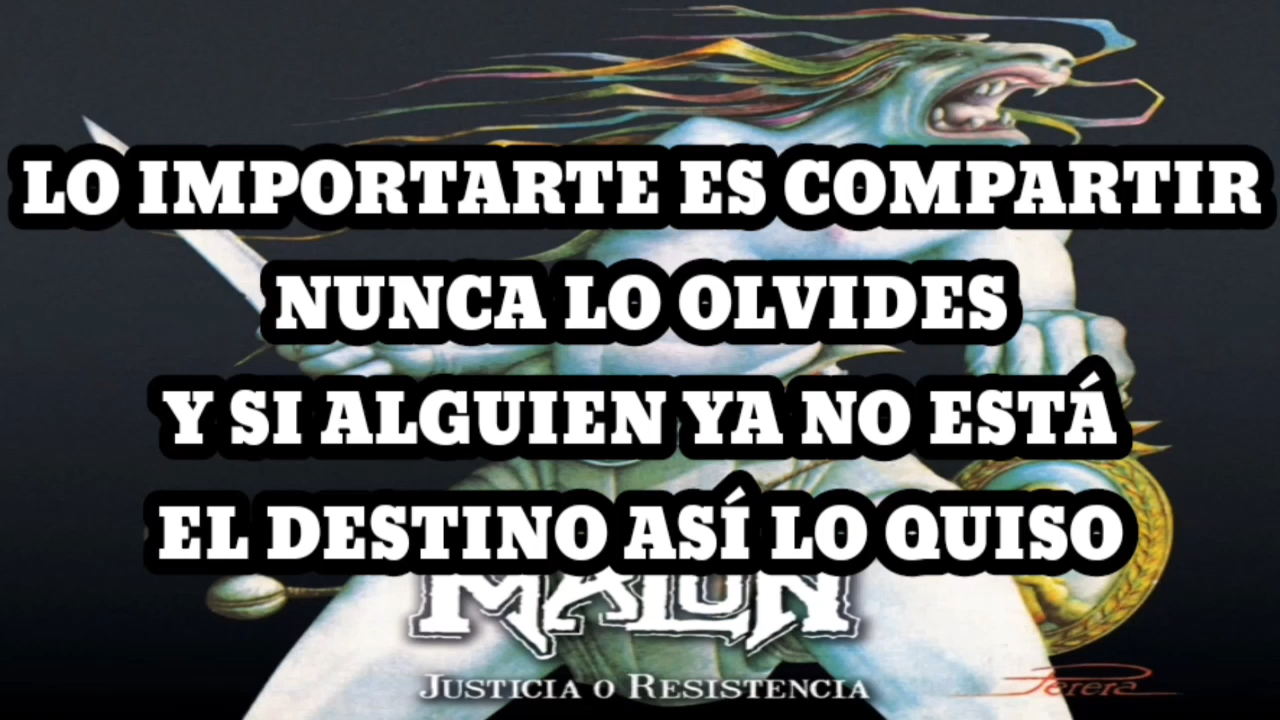 LO IMPORTARTE ES COMPARTIR
NUNCA LO OLVIDES
Y SI ALGUIEN YA NO ESTÁ
EL DESTINO ASÍ LO QUISO
MALÓN
JUSTICIA O RESISTENCIA
Perera